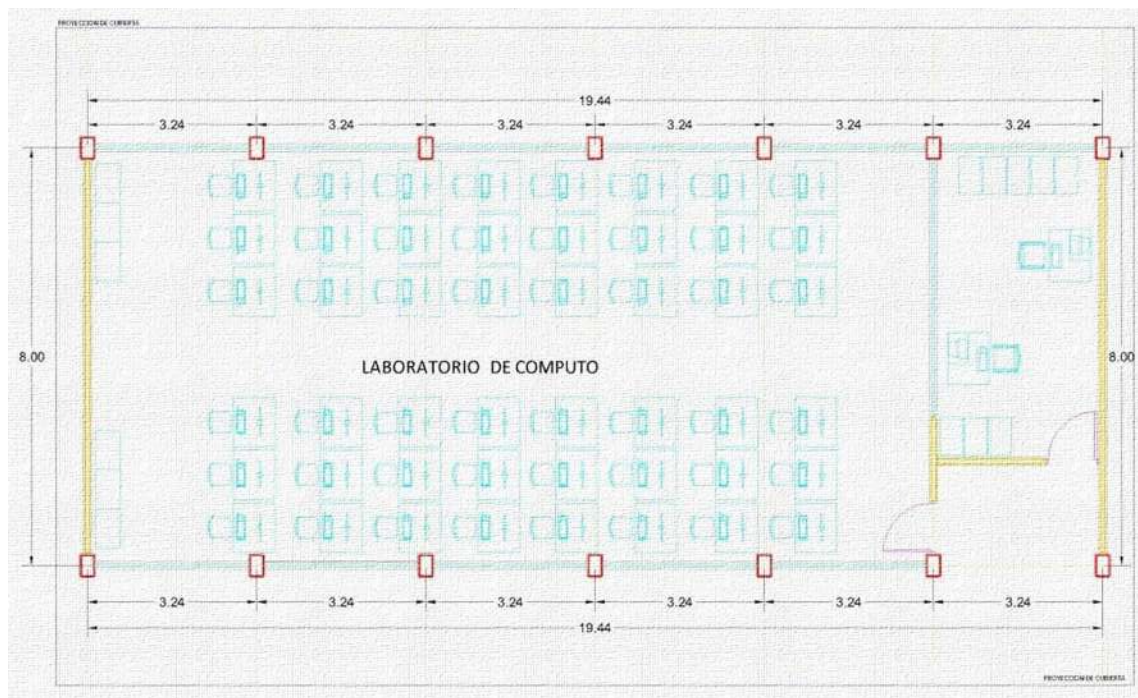 PROYECCION DE CUBIERTA
19.44
3.24 3.24 3.24 3.24 3.24 3.24
8.00
LABORATORIO DE COMPUTO
8.00
3.24 3.24 3.24 3.24 3.24 3.24
19.44
PROYECCION DE CUBIERTA